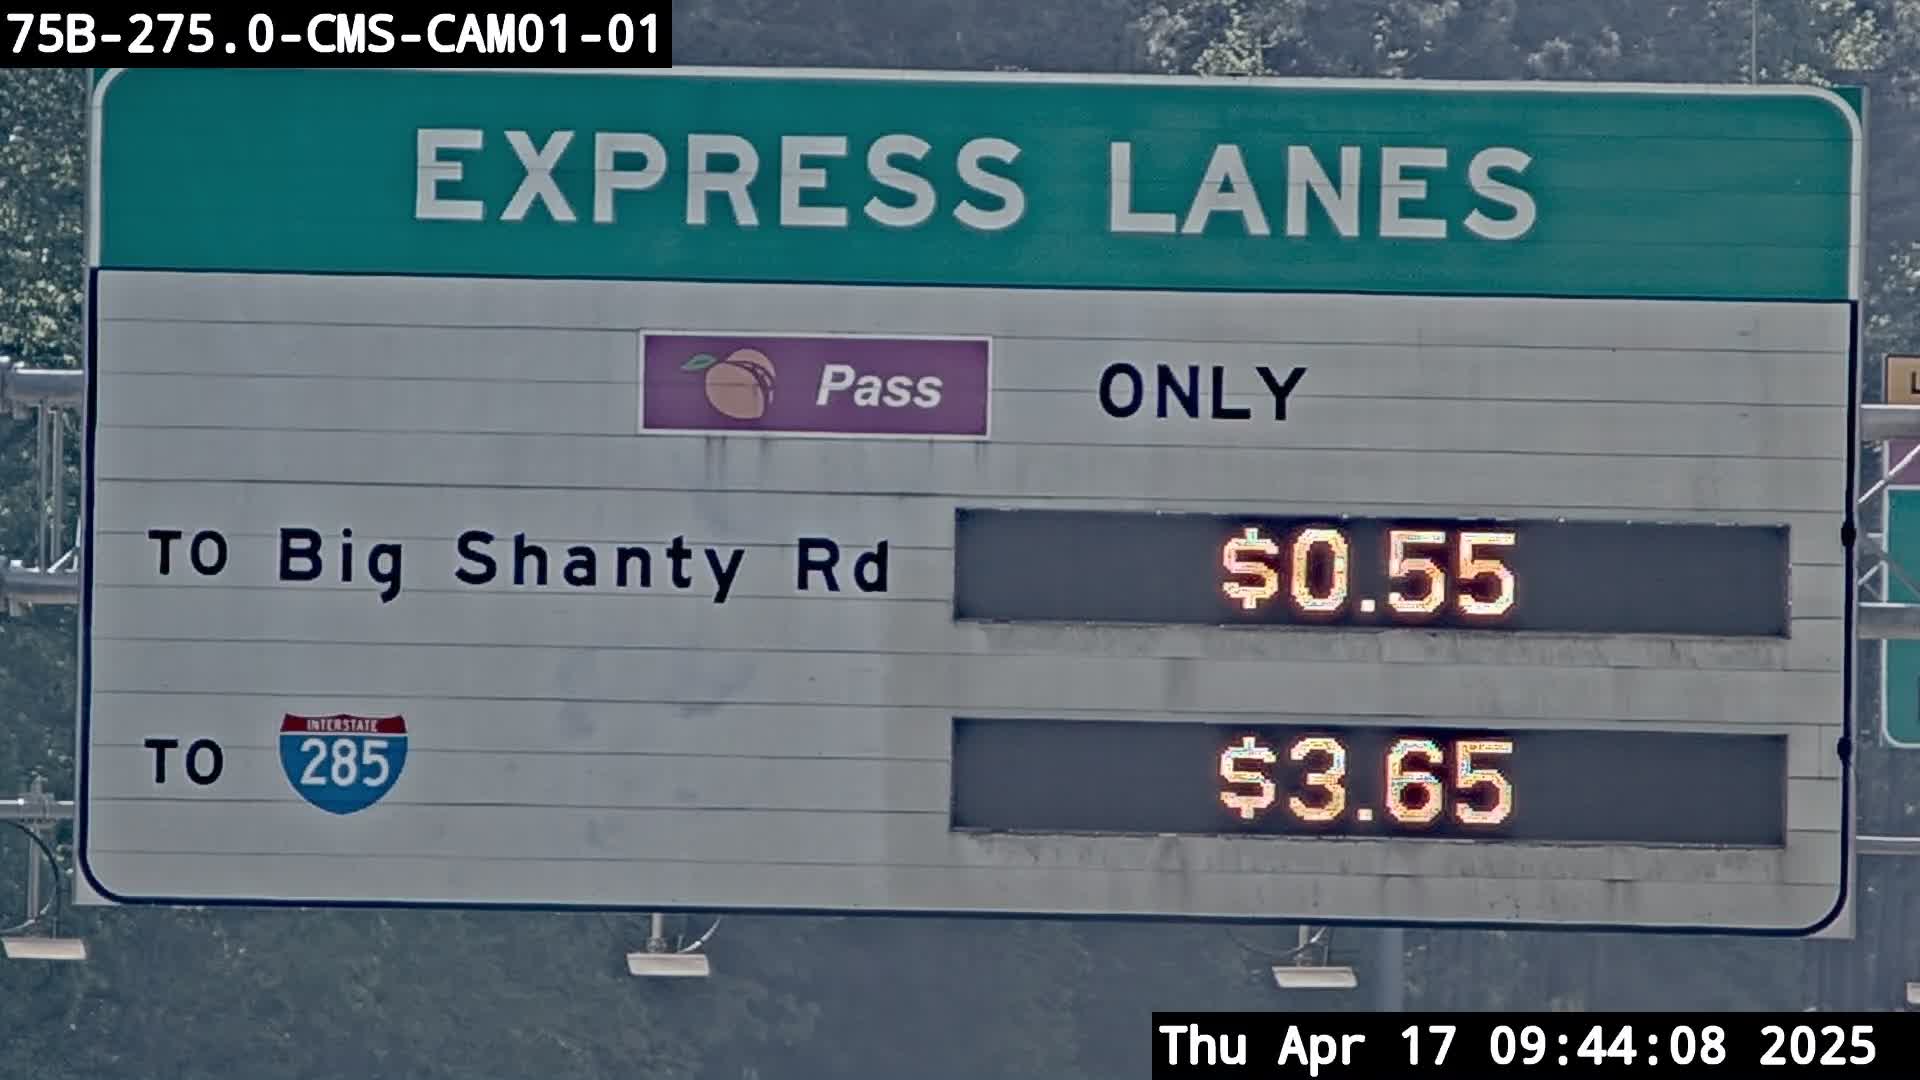 75B-275.0-CMS-CAM01-01
EXPRESS LANES
Pass ONLY
TO Big Shanty Rd $0.55
INTERSTATE
TO 285 $3.65
Thu Apr 17 09:44:08 2025